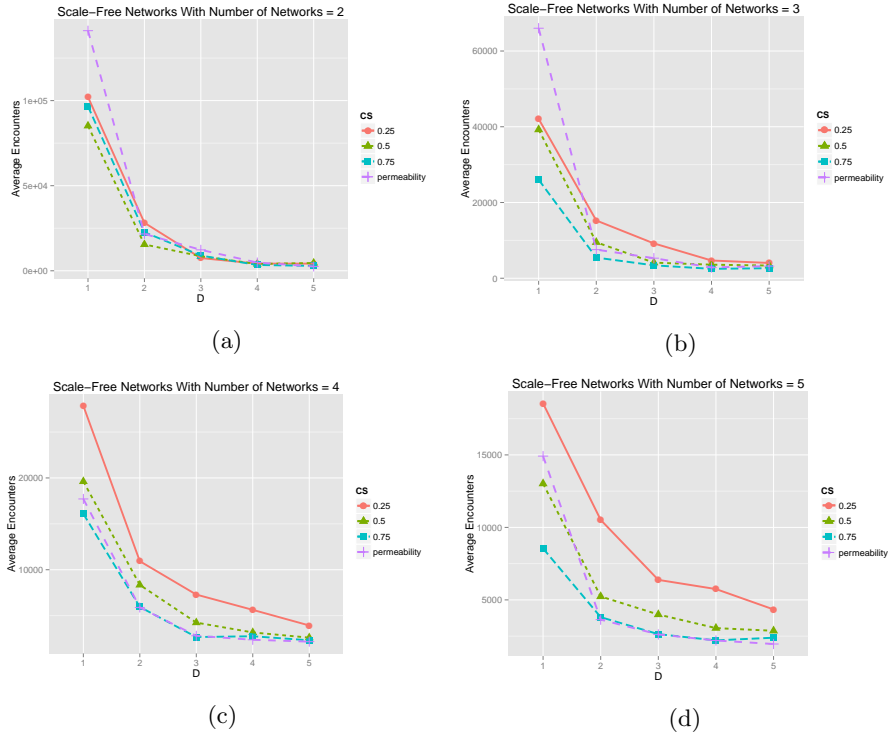 Scale-Free Networks With Number of Networks = 2
Average Encounters
1e+05
5e+04
0e+00
1 2 3 4 5
D
CS
0.25
0.5
0.75
permeability
(a)
Scale-Free Networks With Number of Networks = 3
Average Encounters
60000
40000
20000
0
1 2 3 4 5
D
CS
0.25
0.5
0.75
permeability
(b)
Scale-Free Networks With Number of Networks = 4
Average Encounters
20000
10000
1 2 3 4 5
D
CS
0.25
0.5
0.75
permeability
(c)
Scale-Free Networks With Number of Networks = 5
Average Encounters
15000
10000
5000
1 2 3 4 5
D
CS
0.25
0.5
0.75
permeability
(d)